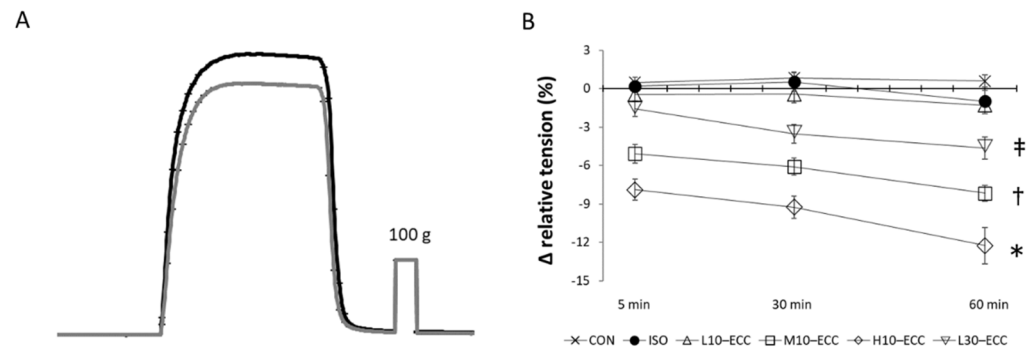 A
100 g
B
Δ relative tension (%)
3
0
-3
-6
-9
-12
-15
‡
†
*
5 min 30 min 60 min
CON ISO L10–ECC M10–ECC H10–ECC L30–ECC